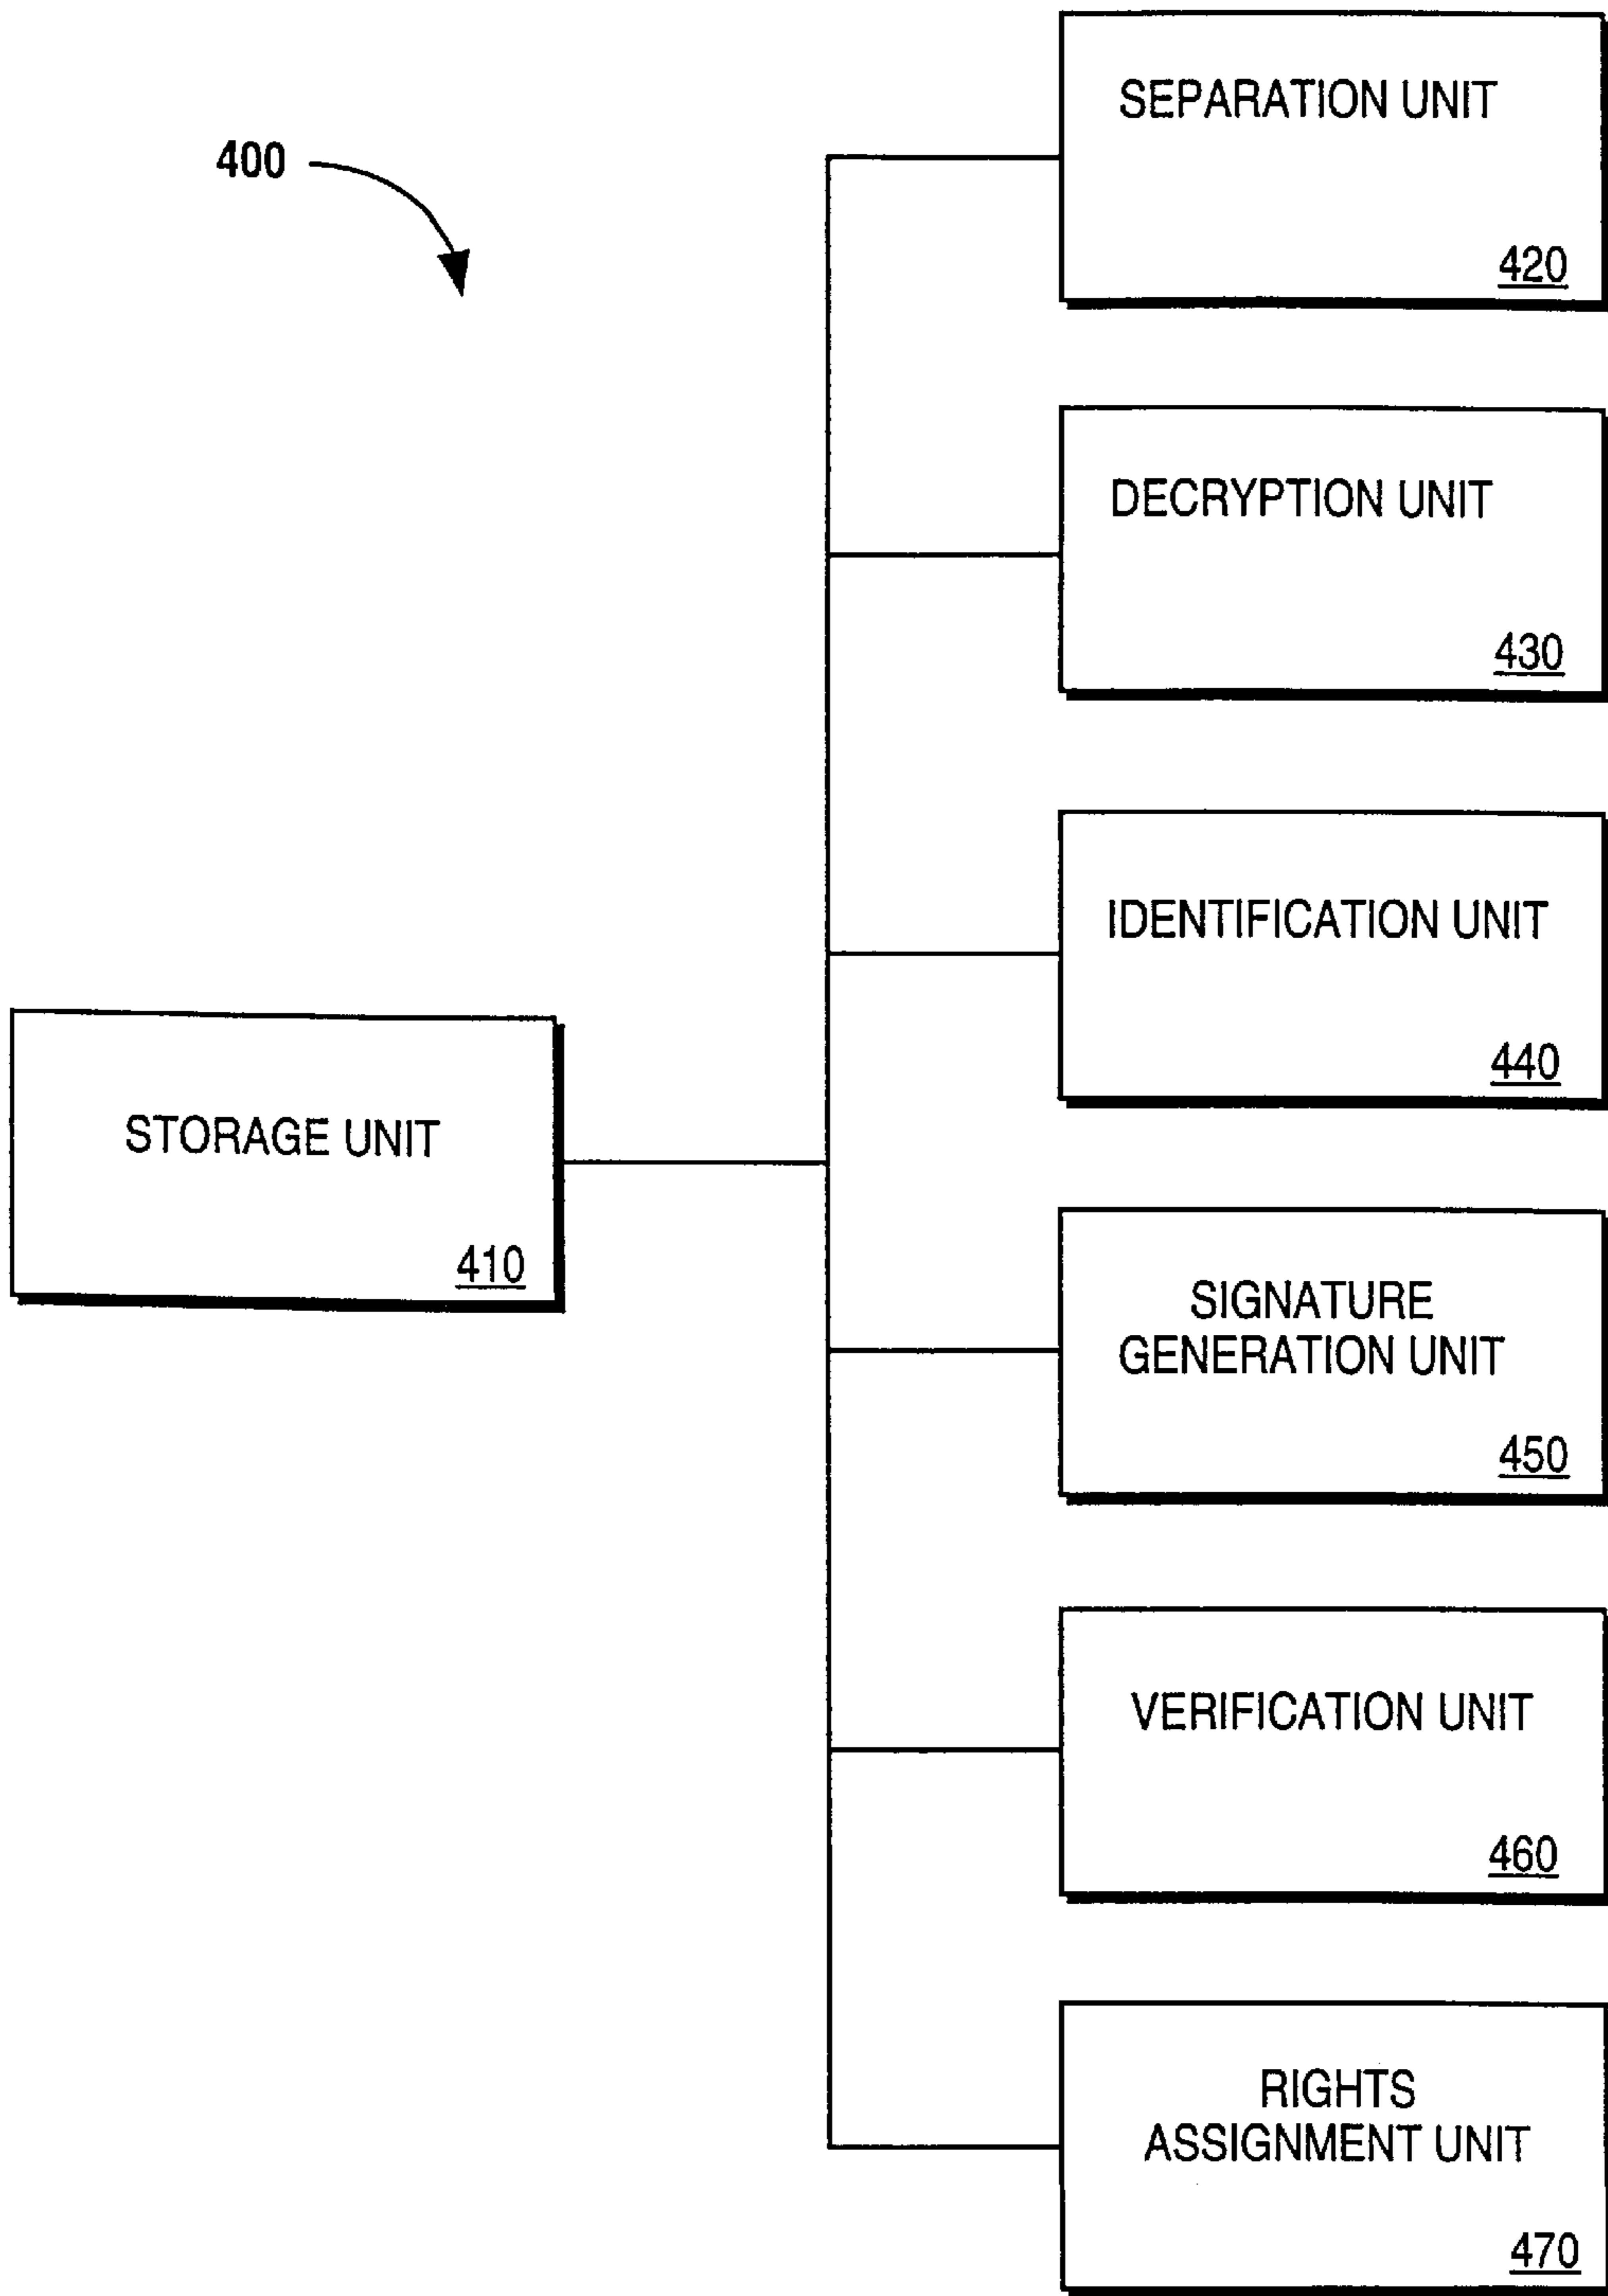 400
SEPARATION UNIT
420
DECRYPTION UNIT
430
IDENTIFICATION UNIT
440
STORAGE UNIT
410
SIGNATURE
GENERATION UNIT
450
VERIFICATION UNIT
460
RIGHTS
ASSIGNMENT UNIT
470